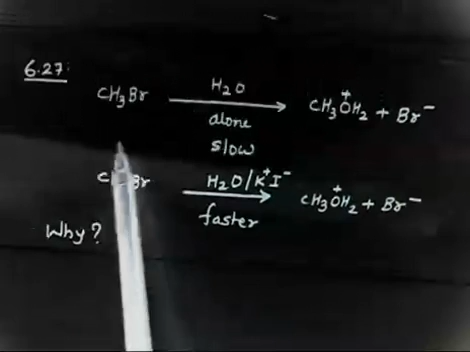 6.27:
CH₃Br H₂O CH₃O⁺H₂ + Br⁻
alone
slow
Br H₂O/K⁺I⁻ CH₃O⁺H₂ + Br⁻
faster
Why?